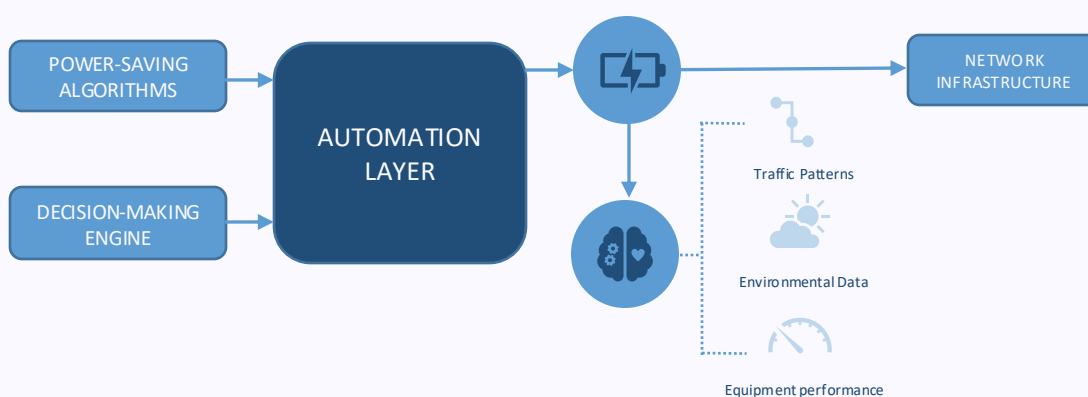 POWER-SAVING
ALGORITHMS
DECISION-MAKING
ENGINE
AUTOMATION
LAYER
NETWORK
INFRASTRUCTURE
Traffic Patterns
Environmental Data
Equipment performance